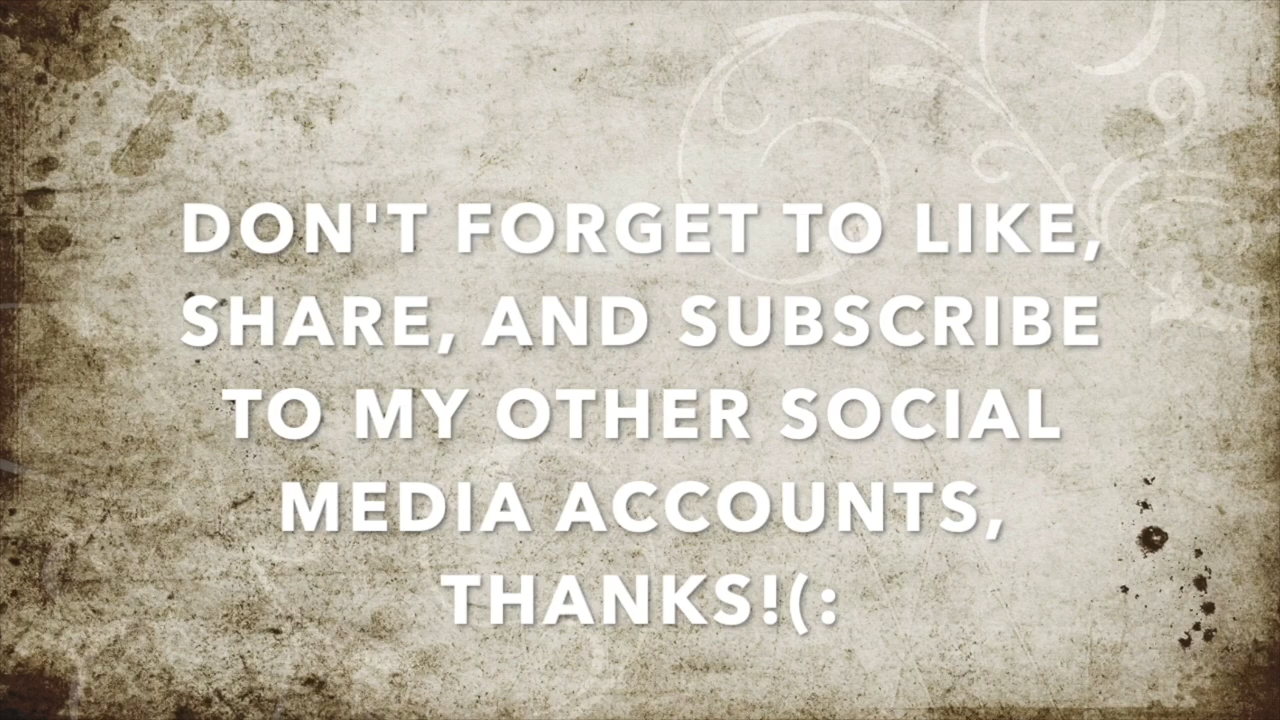 DON'T FORGET TO LIKE,
SHARE, AND SUBSCRIBE
TO MY OTHER SOCIAL
MEDIA ACCOUNTS,
THANKS!(: